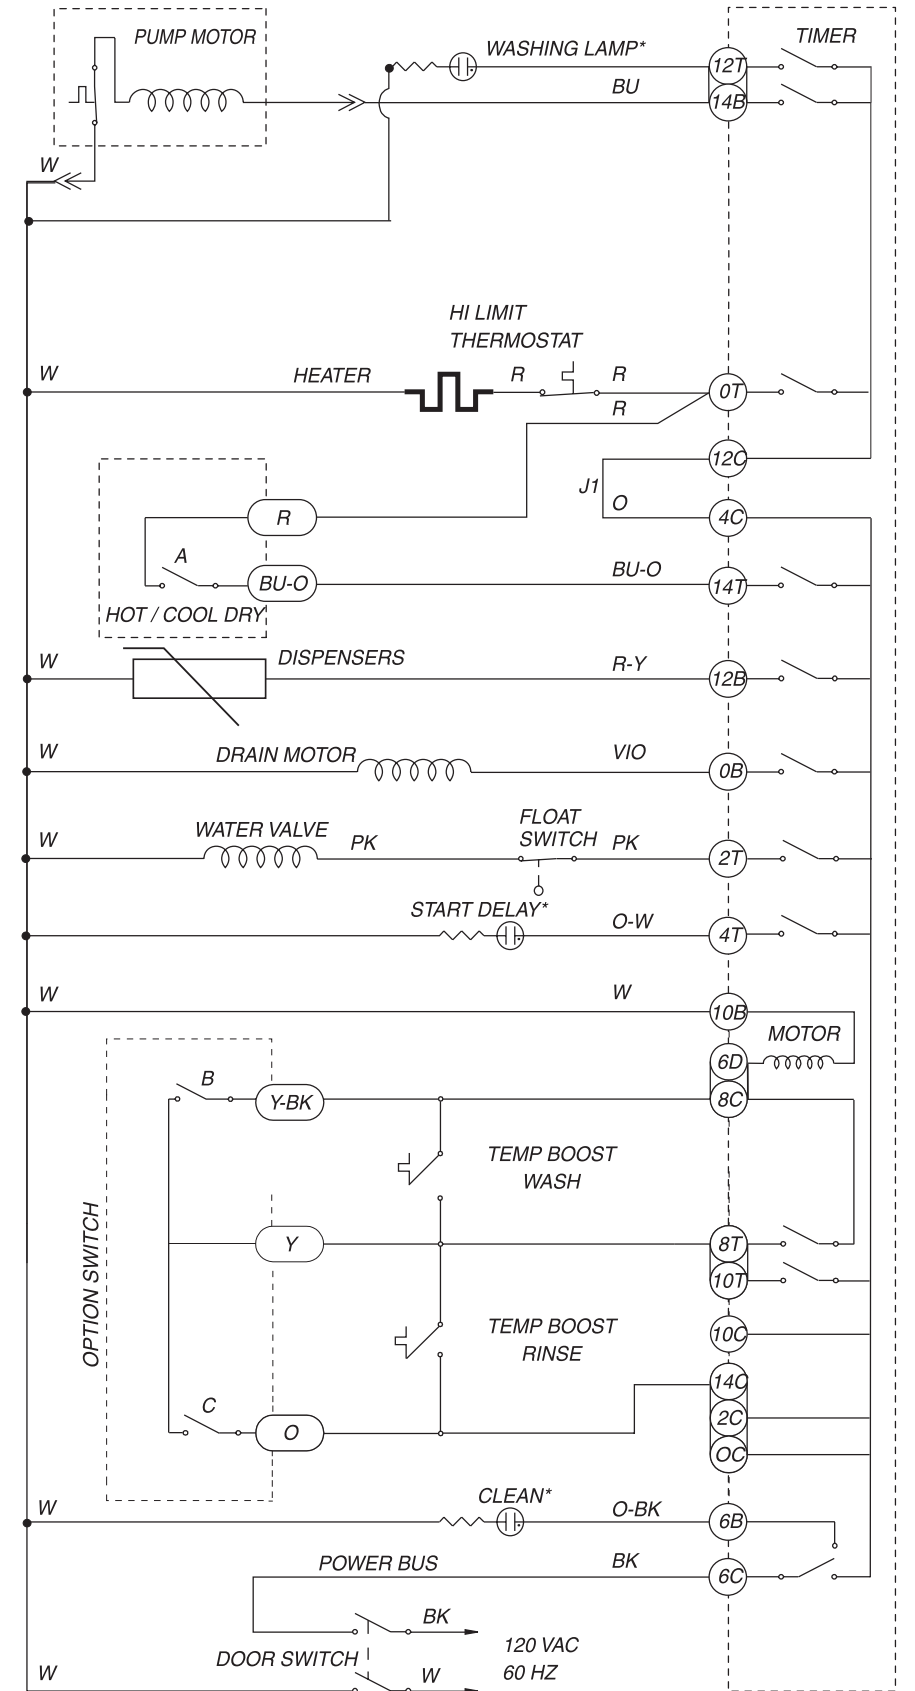 PUMP MOTOR
WASHING LAMP*
12T
TIMER
BU
14B
W
HI LIMIT
THERMOSTAT
W
HEATER
R
R
0T
R
12C
J1
O
4C
R
A
BU-O
BU-O
14T
HOT / COOL DRY
W
DISPENSERS
R-Y
12B
W
DRAIN MOTOR
VIO
0B
W
WATER VALVE
PK
FLOAT
SWITCH
PK
2T
START DELAY*
O-W
4T
W
W
10B
MOTOR
6D
B
Y-BK
8C
TEMP BOOST
WASH
OPTION SWITCH
Y
8T
10T
TEMP BOOST
RINSE
10C
14C
C
O
2C
OC
W
CLEAN*
O-BK
6B
POWER BUS
BK
6C
BK
120 VAC
60 HZ
DOOR SWITCH
W
W